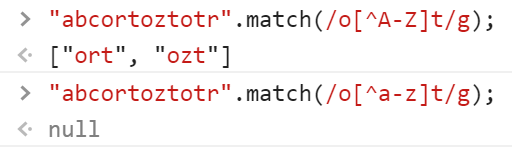 > "abcortoztotr".match(/o[^A-Z]t/g);
<· ["ort", "ozt"]
> "abcortoztotr".match(/o[^a-z]t/g);
<· null